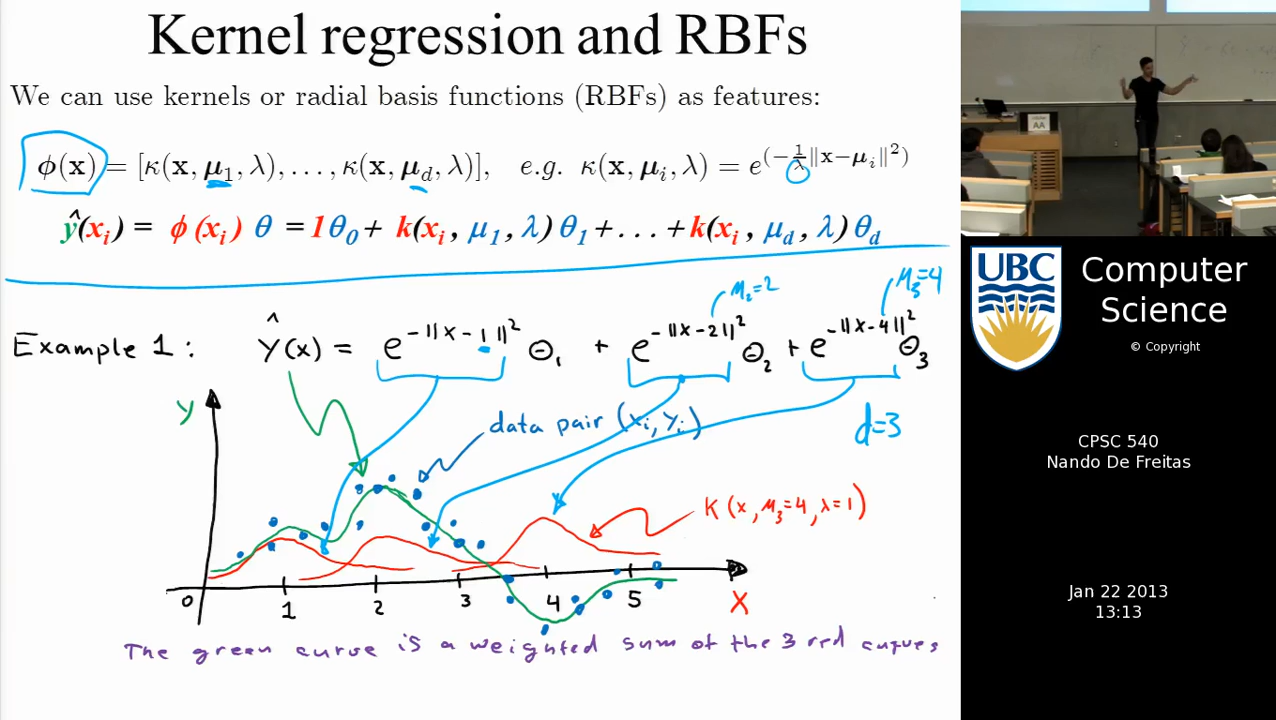 Kernel regression and RBFs
We can use kernels or radial basis functions (RBFs) as features:
ϕ(x) = [κ(x, μ₁, λ), . . . , κ(x, μ_d, λ)], e.g. κ(x, μᵢ, λ) = e^(−(1/λ)‖x−μᵢ‖²)
ŷ(xᵢ) = ϕ(xᵢ) θ = 1θ₀ + k(xᵢ, μ₁, λ)θ₁ + . . . + k(xᵢ, μ_d, λ)θ_d
μ₂=2
μ₃=4
Example 1 : ŷ(x) = e^(-||x-1||²) θ₁ + e^(-||x-2||²) θ₂ + e^(-||x-4||²) θ₃
Y
data pair (xᵢ, yᵢ)
d=3
K(x, μ₃=4, λ=1)
0 1 2 3 4 5 X
The green curve is a weighted sum of the 3 red curves
AA
UBC
Computer
Science
© Copyright
CPSC 540
Nando De Freitas
Jan 22 2013
13:13